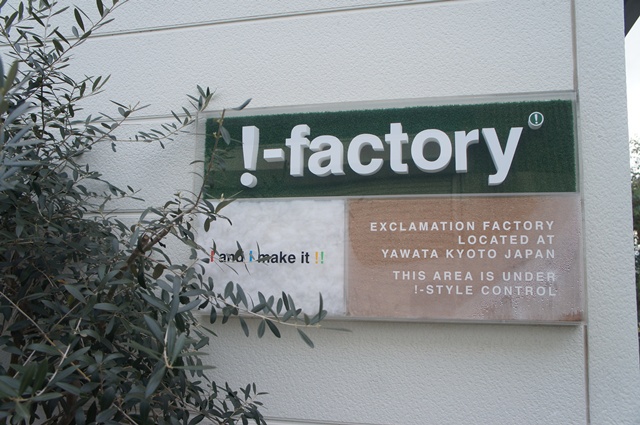 !-factory !
! and ! make it !!
EXCLAMATION FACTORY
LOCATED AT
YAWATA KYOTO JAPAN
THIS AREA IS UNDER
!-STYLE CONTROL